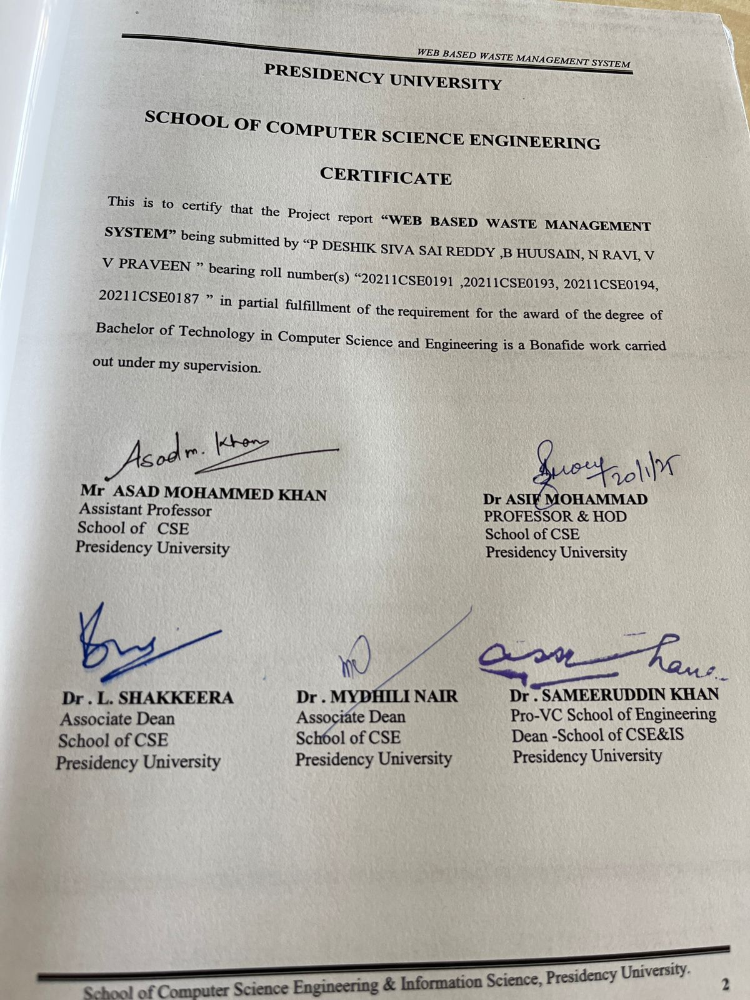 WEB BASED WASTE MANAGEMENT SYSTEM
PRESIDENCY UNIVERSITY
SCHOOL OF COMPUTER SCIENCE ENGINEERING
CERTIFICATE
This is to certify that the Project report “WEB BASED WASTE MANAGEMENT
SYSTEM” being submitted by “P DESHIK SIVA SAI REDDY ,B HUUSAIN, N RAVI, V
V PRAVEEN ” bearing roll number(s) “20211CSE0191 ,20211CSE0193, 20211CSE0194,
20211CSE0187 ” in partial fulfillment of the requirement for the award of the degree of
Bachelor of Technology in Computer Science and Engineering is a Bonafide work carried
out under my supervision.
Asad m. Khan
20/1/25
Mr ASAD MOHAMMED KHAN
Assistant Professor
School of CSE
Presidency University
Dr ASIF MOHAMMAD
PROFESSOR & HOD
School of CSE
Presidency University
Dr . L. SHAKKEERA
Associate Dean
School of CSE
Presidency University
Dr . MYDHILI NAIR
Associate Dean
School of CSE
Presidency University
Dr . SAMEERUDDIN KHAN
Pro-VC School of Engineering
Dean -School of CSE&IS
Presidency University
School of Computer Science Engineering & Information Science, Presidency University.
2